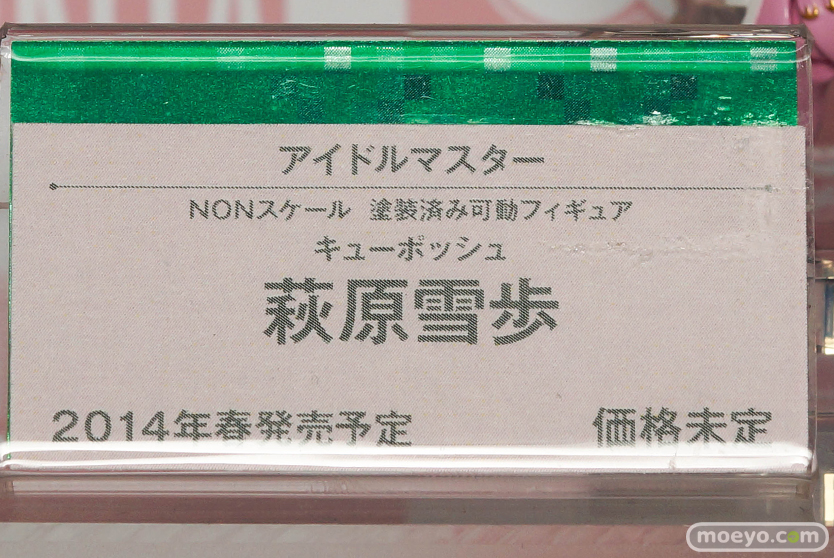 アイドルマスター
NONスケール 塗装済み可動フィギュア
キューポッシュ
萩原雪歩
2014年春発売予定 価格未定
moeyo.com